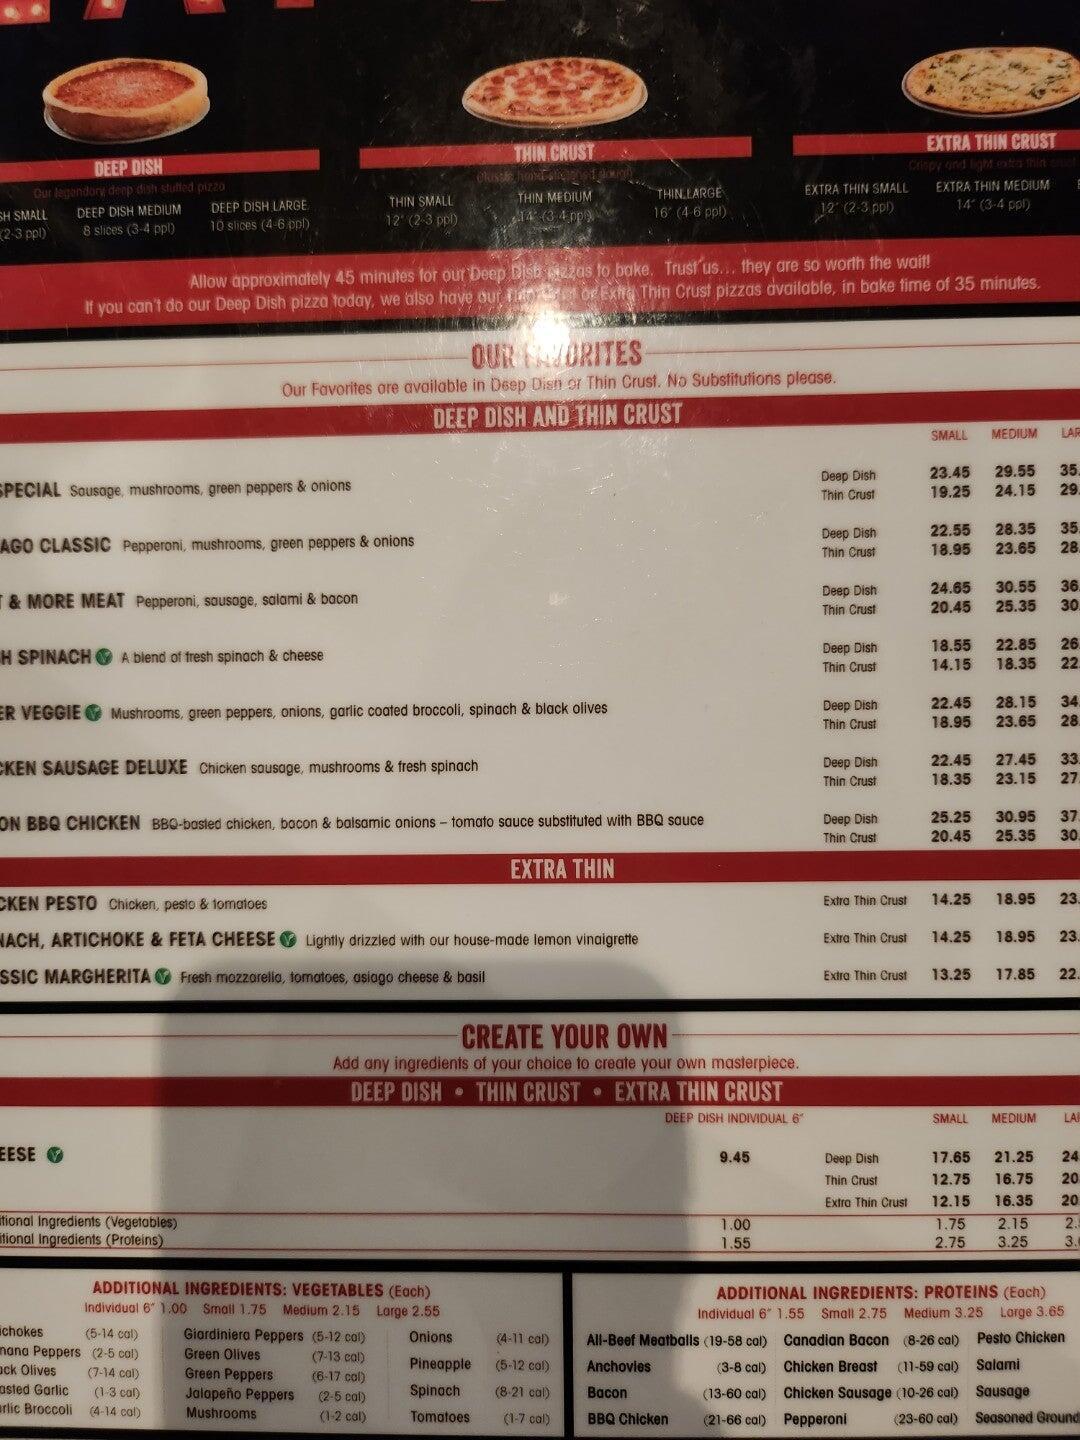 DEEP DISH
Our legendary deep dish stuffed pizza
SMALL DEEP DISH MEDIUM DEEP DISH LARGE
(2-3 ppl) 8 slices (3-4 ppl) 10 slices (4-6 ppl)
THIN CRUST
THIN SMALL THIN MEDIUM THIN LARGE
12" (2-3 ppl) 14" (3-4 ppl) 16" (4-6 ppl)
EXTRA THIN CRUST
Crispy and light extra thin crust
EXTRA THIN SMALL EXTRA THIN MEDIUM
12" (2-3 ppl) 14" (3-4 ppl)
Allow approximately 45 minutes for our Deep Dish pizzas to bake. Trust us... they are so worth the wait!
If you can't do our Deep Dish pizza today, we also have our or Extra Thin Crust pizzas available, in bake time of 35 minutes.
OUR FAVORITES
Our Favorites are available in Deep Dish or Thin Crust. No Substitutions please.
DEEP DISH AND THIN CRUST
SMALL MEDIUM
SPECIAL Sausage, mushrooms, green peppers & onions
Deep Dish 23.45 29.55
Thin Crust 19.25 24.15
CLASSIC Pepperoni, mushrooms, green peppers & onions
Deep Dish 22.55 28.35
Thin Crust 18.95 23.65
& MORE MEAT Pepperoni, sausage, salami & bacon
Deep Dish 24.65 30.55
Thin Crust 20.45 25.35
SPINACH A blend of fresh spinach & cheese
Deep Dish 18.55 22.85
Thin Crust 14.15 18.35
VEGGIE Mushrooms, green peppers, onions, garlic coated broccoli, spinach & black olives
Deep Dish 22.45 28.15
Thin Crust 18.95 23.65
SAUSAGE DELUXE Chicken sausage, mushrooms & fresh spinach
Deep Dish 22.45 27.45
Thin Crust 18.35 23.15
BBQ CHICKEN BBQ-basted chicken, bacon & balsamic onions – tomato sauce substituted with BBQ sauce
Deep Dish 25.25 30.95
Thin Crust 20.45 25.35
EXTRA THIN
PESTO Chicken, pesto & tomatoes Extra Thin Crust 14.25 18.95
ARTICHOKE & FETA CHEESE Lightly drizzled with our house-made lemon vinaigrette Extra Thin Crust 14.25 18.95
MARGHERITA Fresh mozzarella, tomatoes, asiago cheese & basil Extra Thin Crust 13.25 17.85
CREATE YOUR OWN
Add any ingredients of your choice to create your own masterpiece.
DEEP DISH • THIN CRUST • EXTRA THIN CRUST
DEEP DISH INDIVIDUAL 6" SMALL MEDIUM
9.45 Deep Dish 17.65 21.25
Thin Crust 12.75 16.75
Extra Thin Crust 12.15 16.35
Ingredients (Vegetables) 1.00 1.75 2.15
Ingredients (Proteins) 1.55 2.75 3.25
ADDITIONAL INGREDIENTS: VEGETABLES (Each)
Individual 6" 1.00 Small 1.75 Medium 2.15 Large 2.55
(5-14 cal) Giardiniera Peppers (5-12 cal) Onions (4-11 cal)
Peppers (2-5 cal) Green Olives (7-13 cal) Pineapple (5-12 cal)
Olives (7-14 cal) Green Peppers (6-17 cal) Spinach (8-21 cal)
Garlic (1-3 cal) Jalapeño Peppers (2-5 cal) Tomatoes (1-7 cal)
Broccoli (4-14 cal) Mushrooms (1-2 cal)
ADDITIONAL INGREDIENTS: PROTEINS (Each)
Individual 6" 1.55 Small 2.75 Medium 3.25 Large 3.65
All-Beef Meatballs (19-58 cal) Canadian Bacon (8-26 cal) Pesto Chicken
Anchovies (3-8 cal) Chicken Breast (11-59 cal) Salami
Bacon (13-60 cal) Chicken Sausage (10-26 cal) Sausage
BBQ Chicken (21-66 cal) Pepperoni (23-60 cal) Seasoned Ground